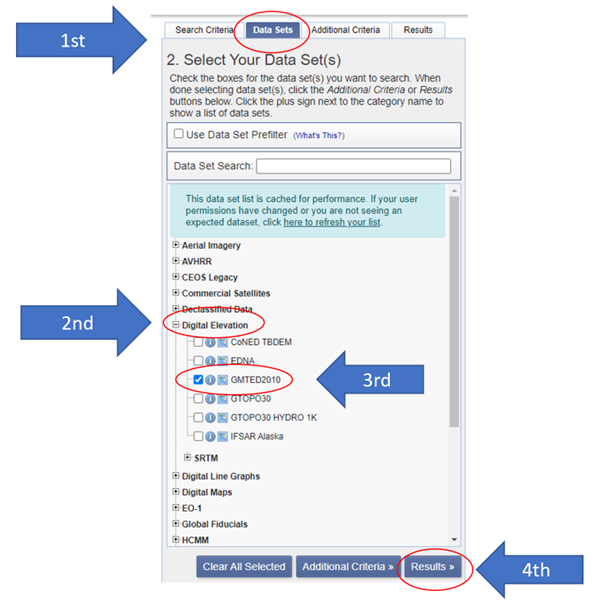 1st
Search Criteria Data Sets Additional Criteria Results
2. Select Your Data Set(s)
Check the boxes for the data set(s) you want to search. When
done selecting data set(s), click the Additional Criteria or Results
buttons below. Click the plus sign next to the category name to
show a list of data sets.
Use Data Set Prefilter (What's This?)
Data Set Search:
This data set list is cached for performance. If your user
permissions have changed or you are not seeing an
expected dataset, click here to refresh your list.
Aerial Imagery
AVHRR
CEOS Legacy
Commercial Satellites
Declassified Data
2nd
Digital Elevation
CoNED TBDEM
EDNA
GMTED2010
3rd
GTOPO30
GTOPO30 HYDRO 1K
IFSAR Alaska
SRTM
Digital Line Graphs
Digital Maps
EO-1
Global Fiducials
HCMM
Clear All Selected Additional Criteria » Results »
4th